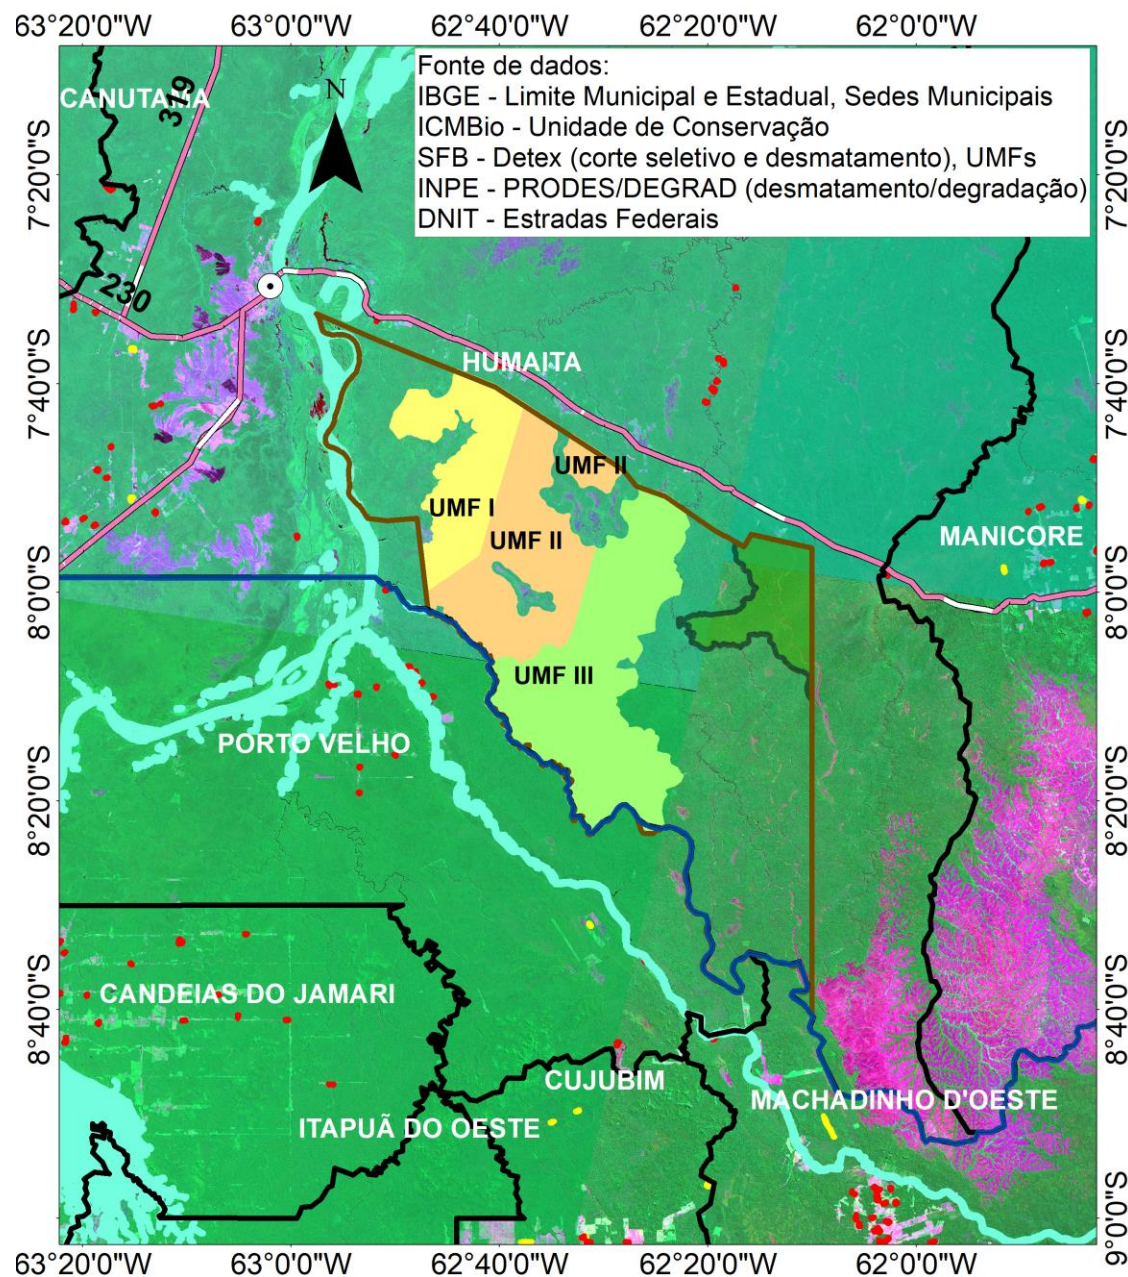 63°20'0"W 63°0'0"W 62°40'0"W 62°20'0"W 62°0'0"W
Fonte de dados:
IBGE - Limite Municipal e Estadual, Sedes Municipais
ICMBio - Unidade de Conservação
SFB - Detex (corte seletivo e desmatamento), UMFs
INPE - PRODES/DEGRAD (desmatamento/degradação)
DNIT - Estradas Federais
N
CANUTAMA
319
230
7°20'0"S 7°20'0"S
HUMAITA
7°40'0"S 7°40'0"S
UMF II
UMF I
UMF II
MANICORE
8°0'0"S 8°0'0"S
UMF III
PORTO VELHO
8°20'0"S 8°20'0"S
CANDEIAS DO JAMARI
8°40'0"S 8°40'0"S
CUJUBIM
MACHADINHO D'OESTE
ITAPUÃ DO OESTE
9°0'0"S
63°20'0"W 63°0'0"W 62°40'0"W 62°20'0"W 62°0'0"W